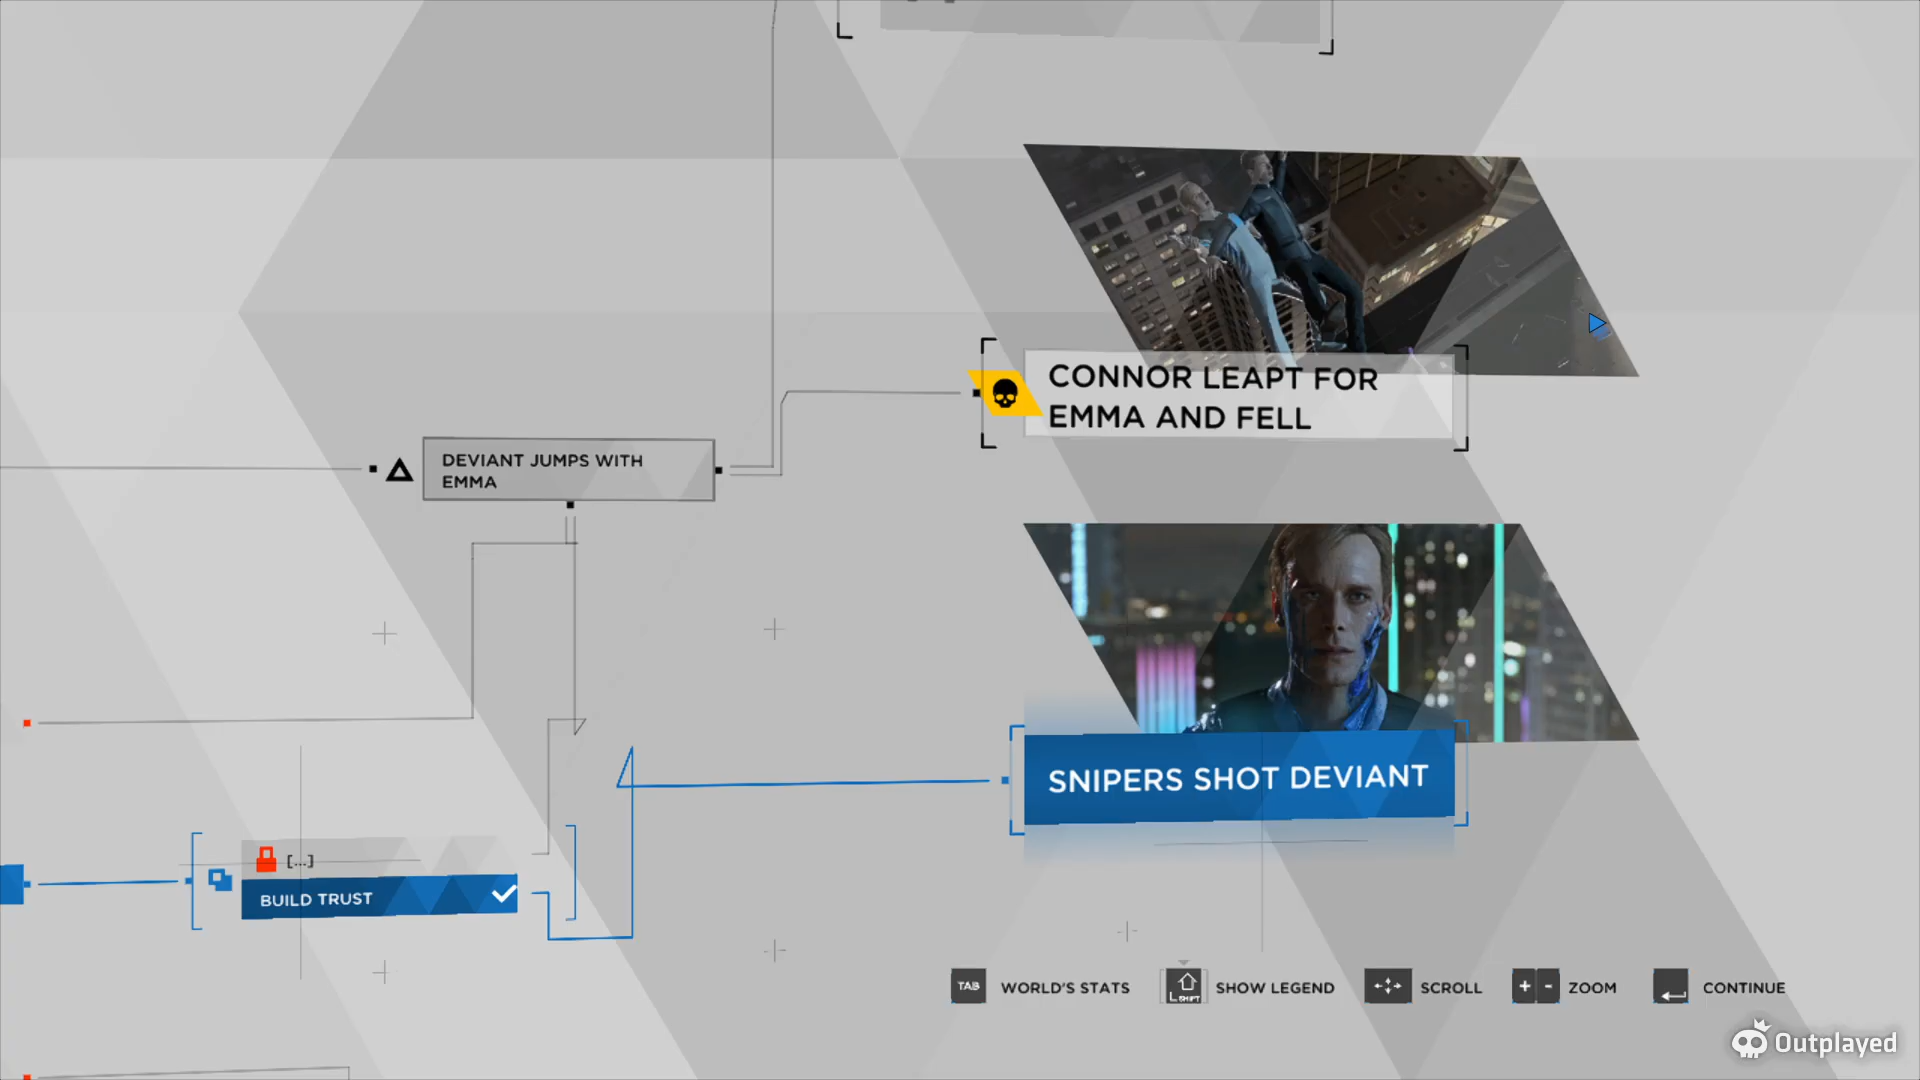 CONNOR LEAPT FOR
EMMA AND FELL
DEVIANT JUMPS WITH
EMMA
SNIPERS SHOT DEVIANT
[...]
BUILD TRUST
TAB WORLD'S STATS
L SHIFT SHOW LEGEND
SCROLL
+ - ZOOM
CONTINUE
Outplayed